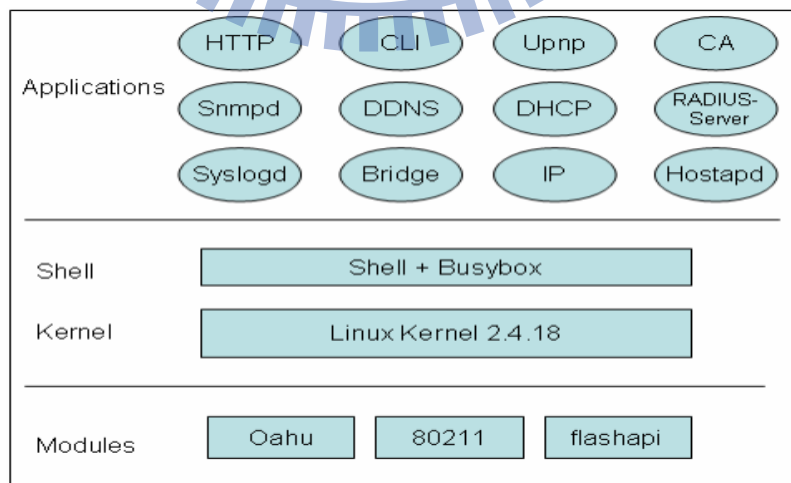 HTTP CLI Upnp CA
Applications
Snmpd DDNS DHCP RADIUS-
Server
Syslogd Bridge IP Hostapd
Shell Shell + Busybox
Kernel Linux Kernel 2.4.18
Modules Oahu 80211 flashapi